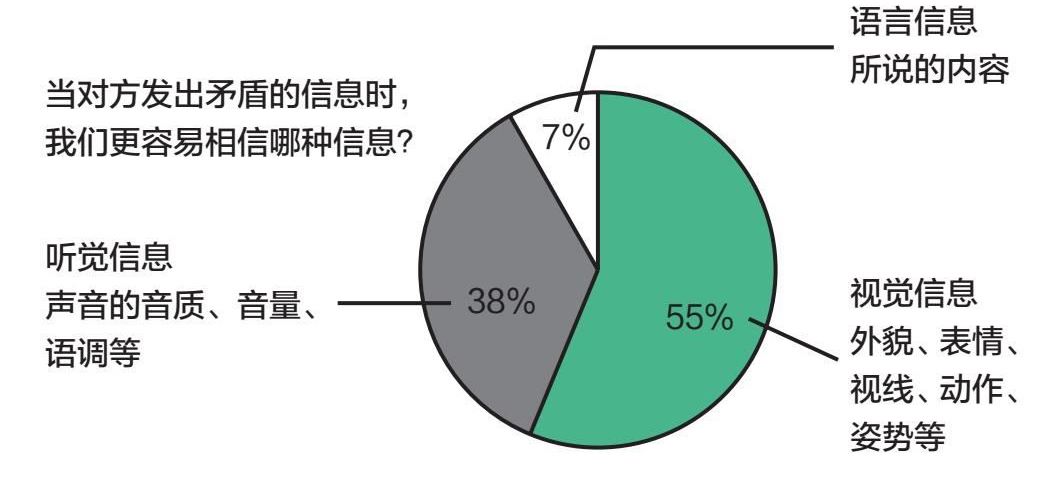 当对方发出矛盾的信息时，
我们更容易相信哪种信息？
语言信息
所说的内容
7%
听觉信息
声音的音质、音量、
语调等
38%
55%
视觉信息
外貌、表情、
视线、动作、
姿势等